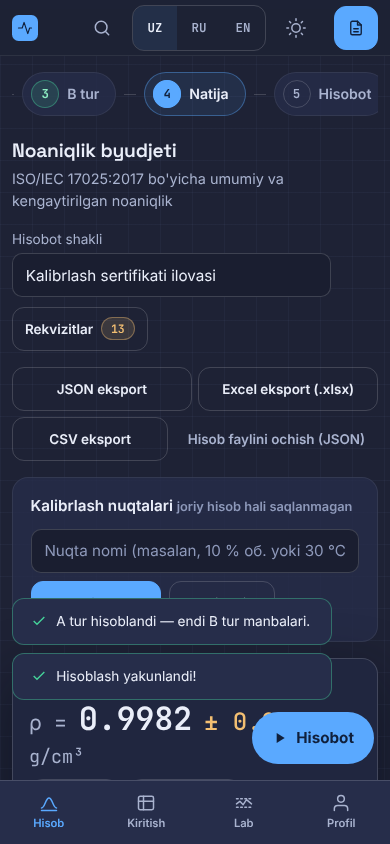 UZ RU EN
3 B tur 4 Natija 5 Hisobot
Noaniqlik byudjeti
ISO/IEC 17025:2017 bo'yicha umumiy va
kengaytirilgan noaniqlik
Hisobot shakli
Kalibrlash sertifikati ilovasi
Rekvizitlar 13
JSON eksport Excel eksport (.xlsx)
CSV eksport Hisob faylini ochish (JSON)
Kalibrlash nuqtalari joriy hisob hali saqlanmagan
Nuqta nomi (masalan, 10 % об. yoki 30 °C
A tur hisoblandi — endi B tur manbalari.
Hisoblash yakunlandi!
ρ = 0.9982 ± 0.
g/cm³
Hisobot
Hisob Kiritish Lab Profil